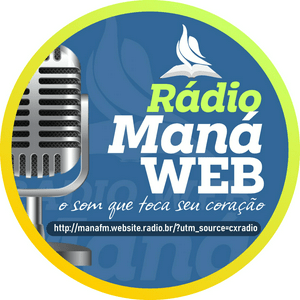 Rádio
Maná
WEB
o som que toca seu coração
http://manafm.website.radio.br/?utm_source=cxradio